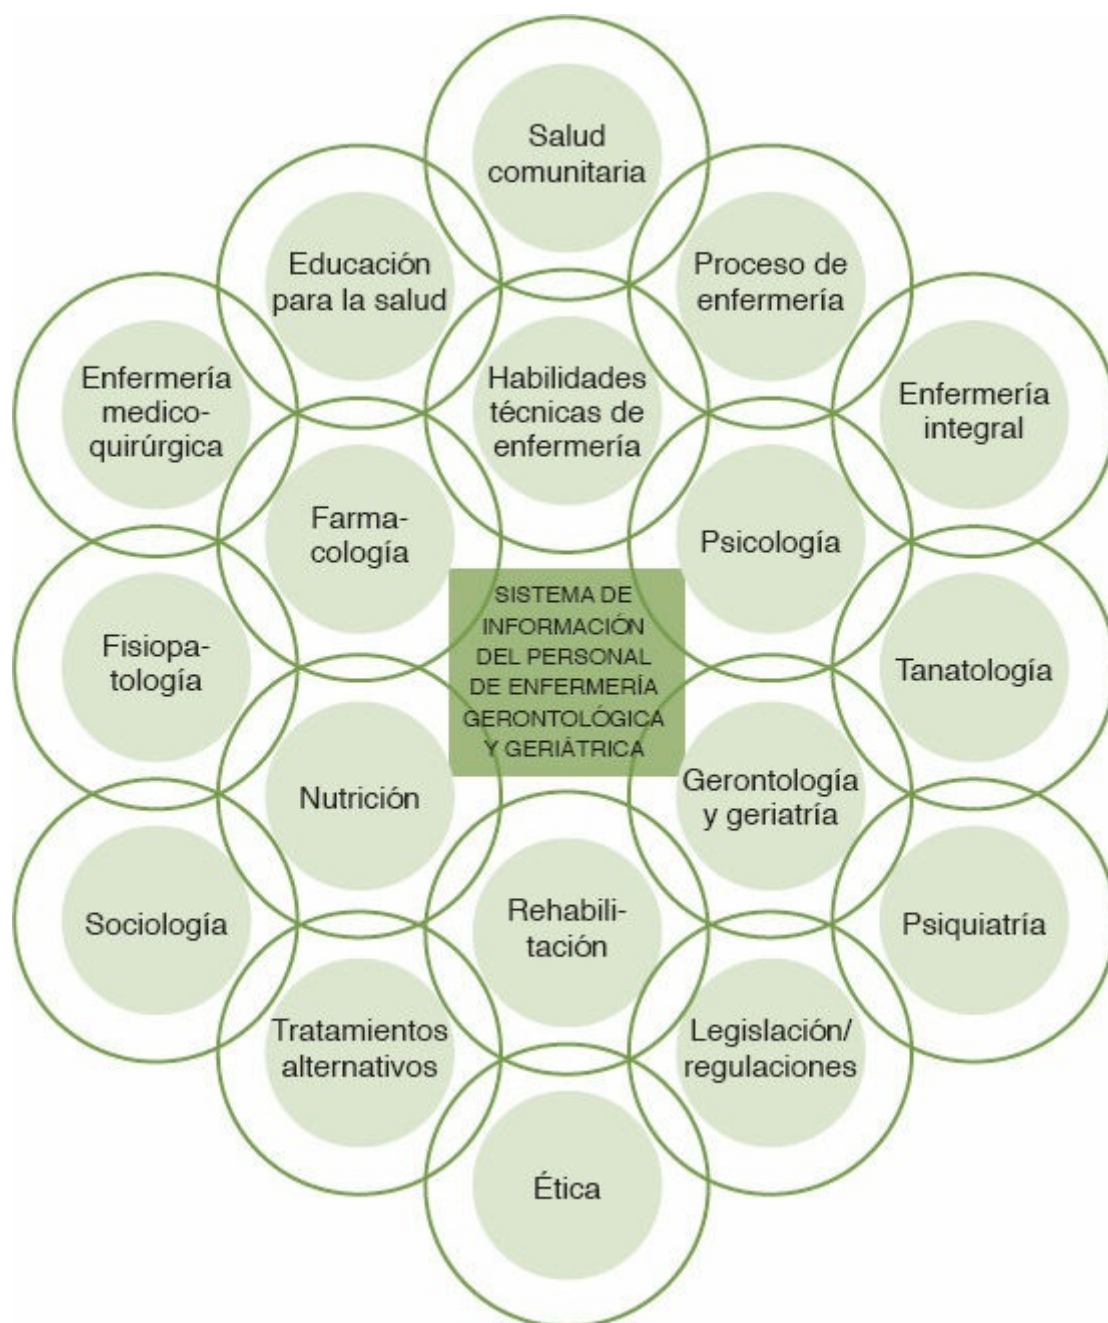 Salud
comunitaria
Educación
para la salud
Proceso de
enfermería
Enfermería
medico-
quirúrgica
Habilidades
técnicas de
enfermería
Enfermería
integral
Farma-
cología
Psicología
SISTEMA DE
INFORMACIÓN
DEL PERSONAL
DE ENFERMERÍA
GERONTOLÓGICA
Y GERIÁTRICA
Fisiopa-
tología
Tanatología
Nutrición
Gerontología
y geriatría
Sociología
Rehabili-
tación
Psiquiatría
Tratamientos
alternativos
Legislación/
regulaciones
Ética